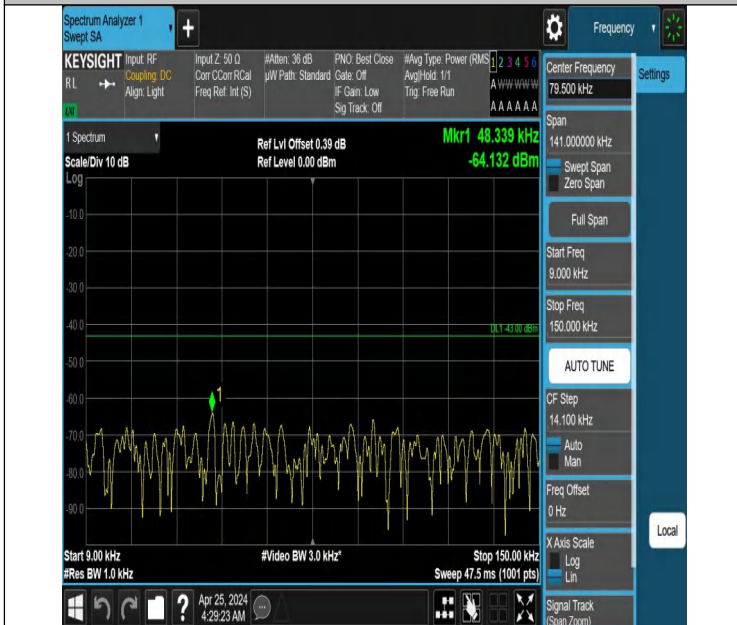 Spectrum Analyzer 1
Swept SA
+
Frequency
KEYSIGHT
RL
Input: RF
Coupling: DC
Align: Light
Input Z: 50 Ω
Corr CCorr RCal
Freq Ref: Int (S)
#Atten: 36 dB
µW Path: Standard
PNO: Best Close
Gate: Off
IF Gain: Low
Sig Track: Off
#Avg Type: Power (RMS
Avg|Hold: 1/1
Trig: Free Run
1 2 3 4 5 6
A W W W W W
A A A A A A
1 Spectrum
Scale/Div 10 dB
Ref Lvl Offset 0.39 dB
Ref Level 0.00 dBm
Mkr1 48.339 kHz
-64.132 dBm
Log
-10.0
-20.0
-30.0
-40.0
DL1 -43.00 dBm
-50.0
-60.0
1
-70.0
-80.0
-90.0
Start 9.00 kHz
#Res BW 1.0 kHz
#Video BW 3.0 kHz*
Stop 150.00 kHz
Sweep 47.5 ms (1001 pts)
Center Frequency
79.500 kHz
Span
141.000000 kHz
Swept Span
Zero Span
Full Span
Start Freq
9.000 kHz
Stop Freq
150.000 kHz
AUTO TUNE
CF Step
14.100 kHz
Auto
Man
Freq Offset
0 Hz
X Axis Scale
Log
Lin
Signal Track
(Span Zoom)
Settings
Local
?
Apr 25, 2024
4:29:23 AM